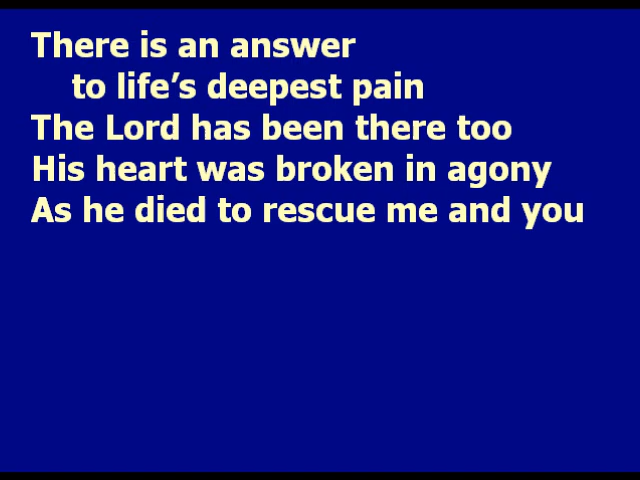 There is an answer
to life’s deepest pain
The Lord has been there too
His heart was broken in agony
As he died to rescue me and you